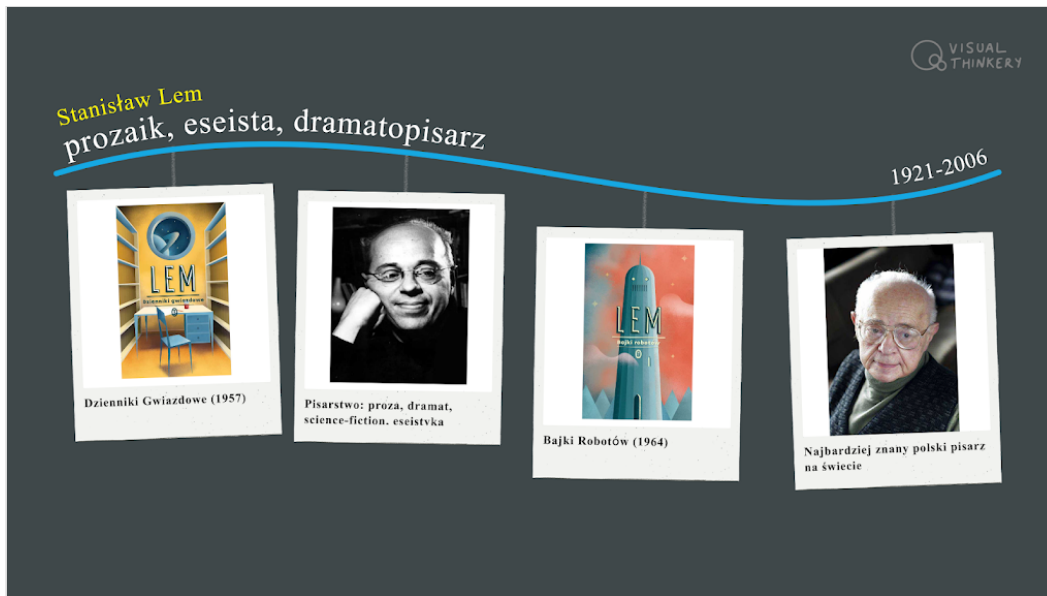 VISUAL
THINKERY
Stanisław Lem
prozaik, eseista, dramatopisarz
1921-2006
LEM
Dzienniki gwiazdowe
Dzienniki Gwiazdowe (1957)
Pisarstwo: proza, dramat,
science-fiction. eseistyka
LEM
Bajki robotów
Bajki Robotów (1964)
Najbardziej znany polski pisarz
na świecie